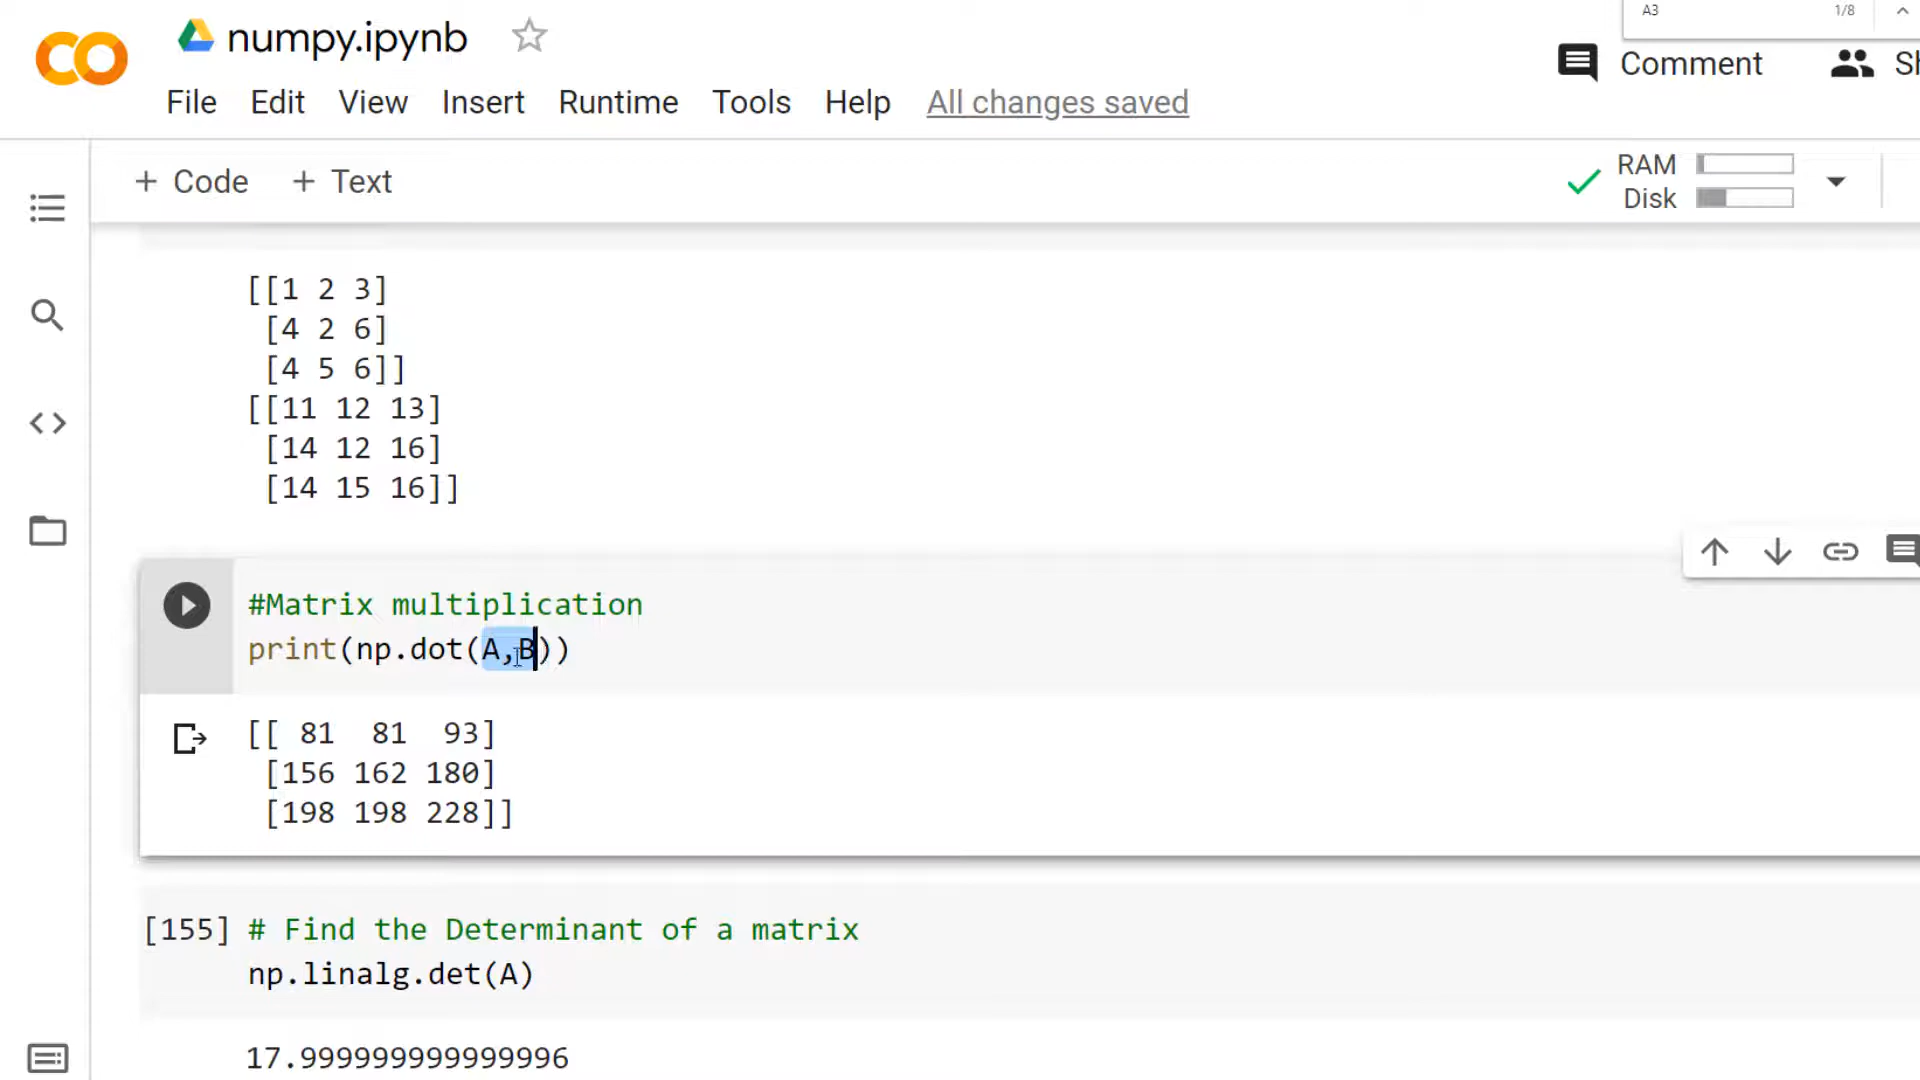 A3 1/8
numpy.ipynb
Comment
File Edit View Insert Runtime Tools Help All changes saved
+ Code + Text
RAM
Disk
[[1 2 3]
[4 2 6]
[4 5 6]]
[[11 12 13]
[14 12 16]
[14 15 16]]
#Matrix multiplication
print(np.dot(A,B))
[[ 81 81 93]
[156 162 180]
[198 198 228]]
[155] # Find the Determinant of a matrix
np.linalg.det(A)
17.999999999999996